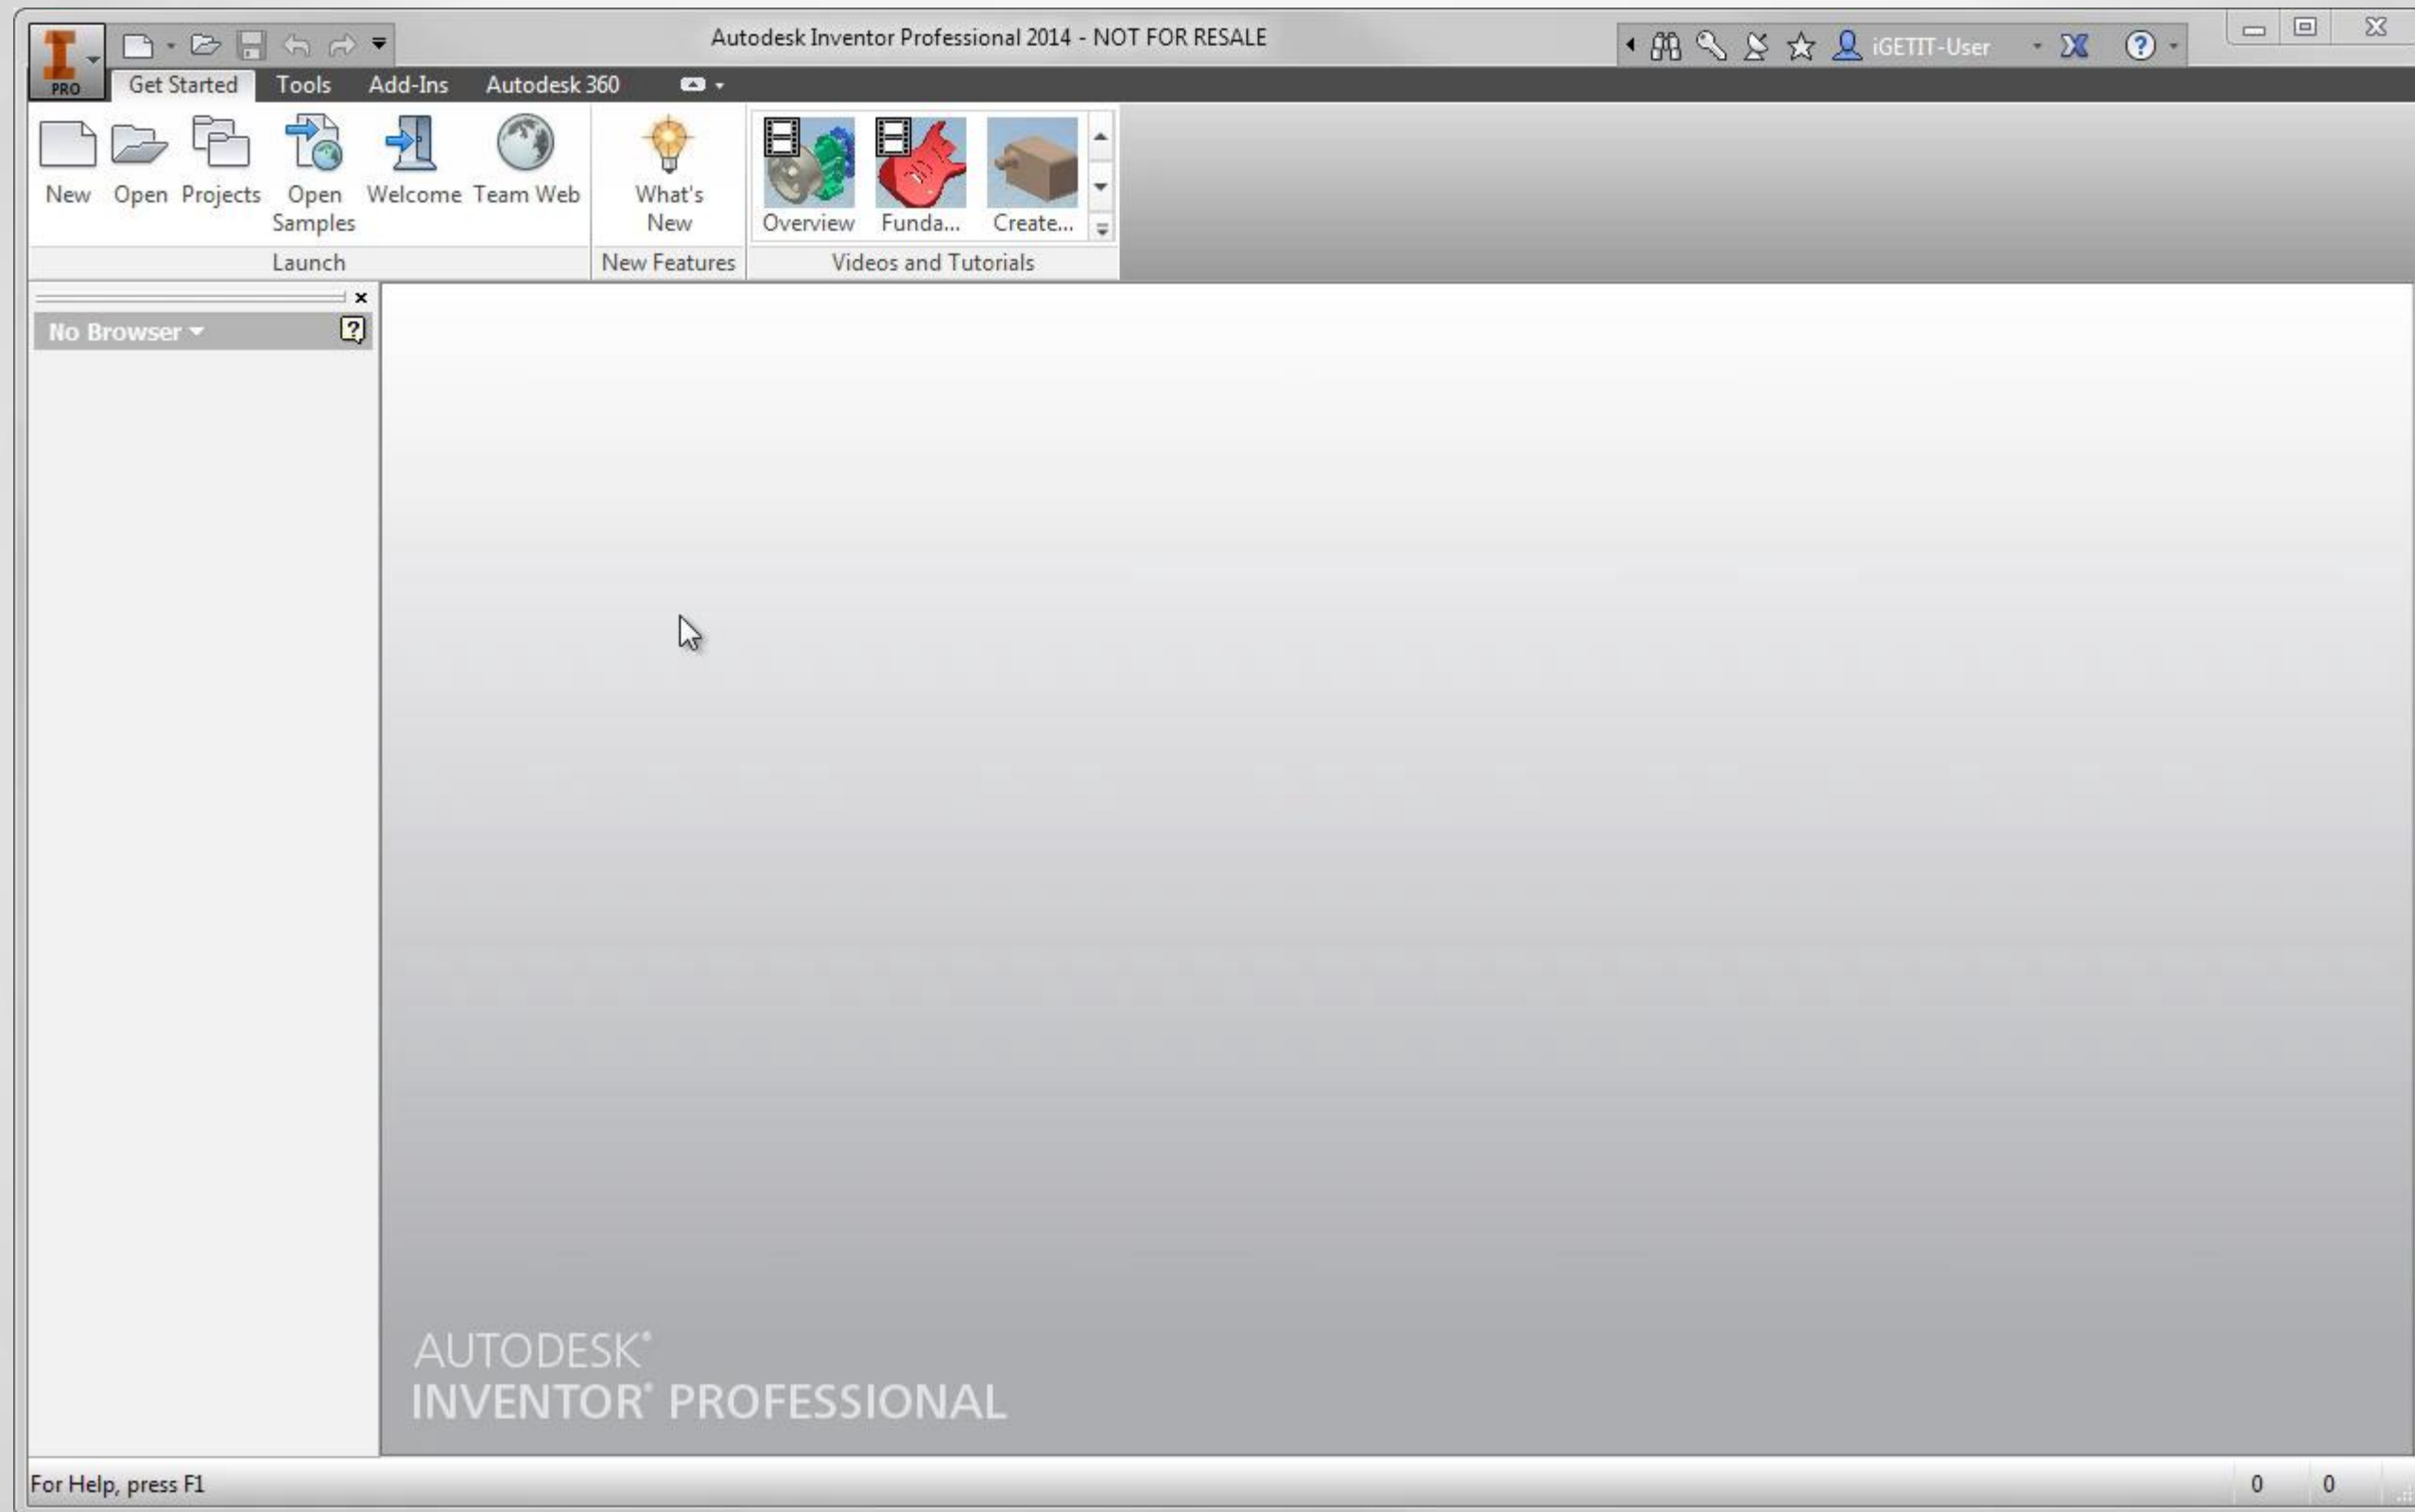 Autodesk Inventor Professional 2014 - NOT FOR RESALE
iGETIT-User
PRO
Get Started Tools Add-Ins Autodesk 360
New Open Projects Open Samples Welcome Team Web What's New Overview Funda... Create...
Launch New Features Videos and Tutorials
No Browser
AUTODESK®
INVENTOR® PROFESSIONAL
For Help, press F1
0 0